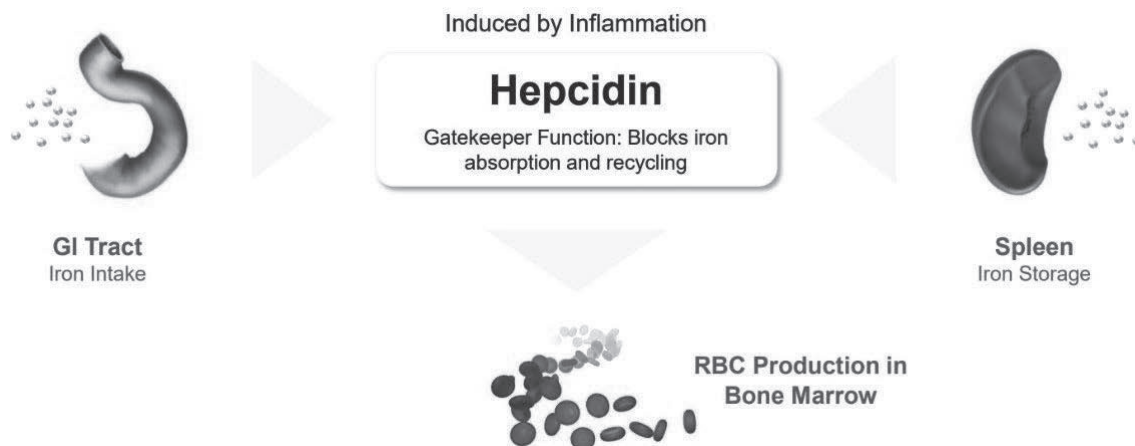 Induced by Inflammation
Hepcidin
Gatekeeper Function: Blocks iron
absorption and recycling
GI Tract
Iron Intake
Spleen
Iron Storage
RBC Production in
Bone Marrow